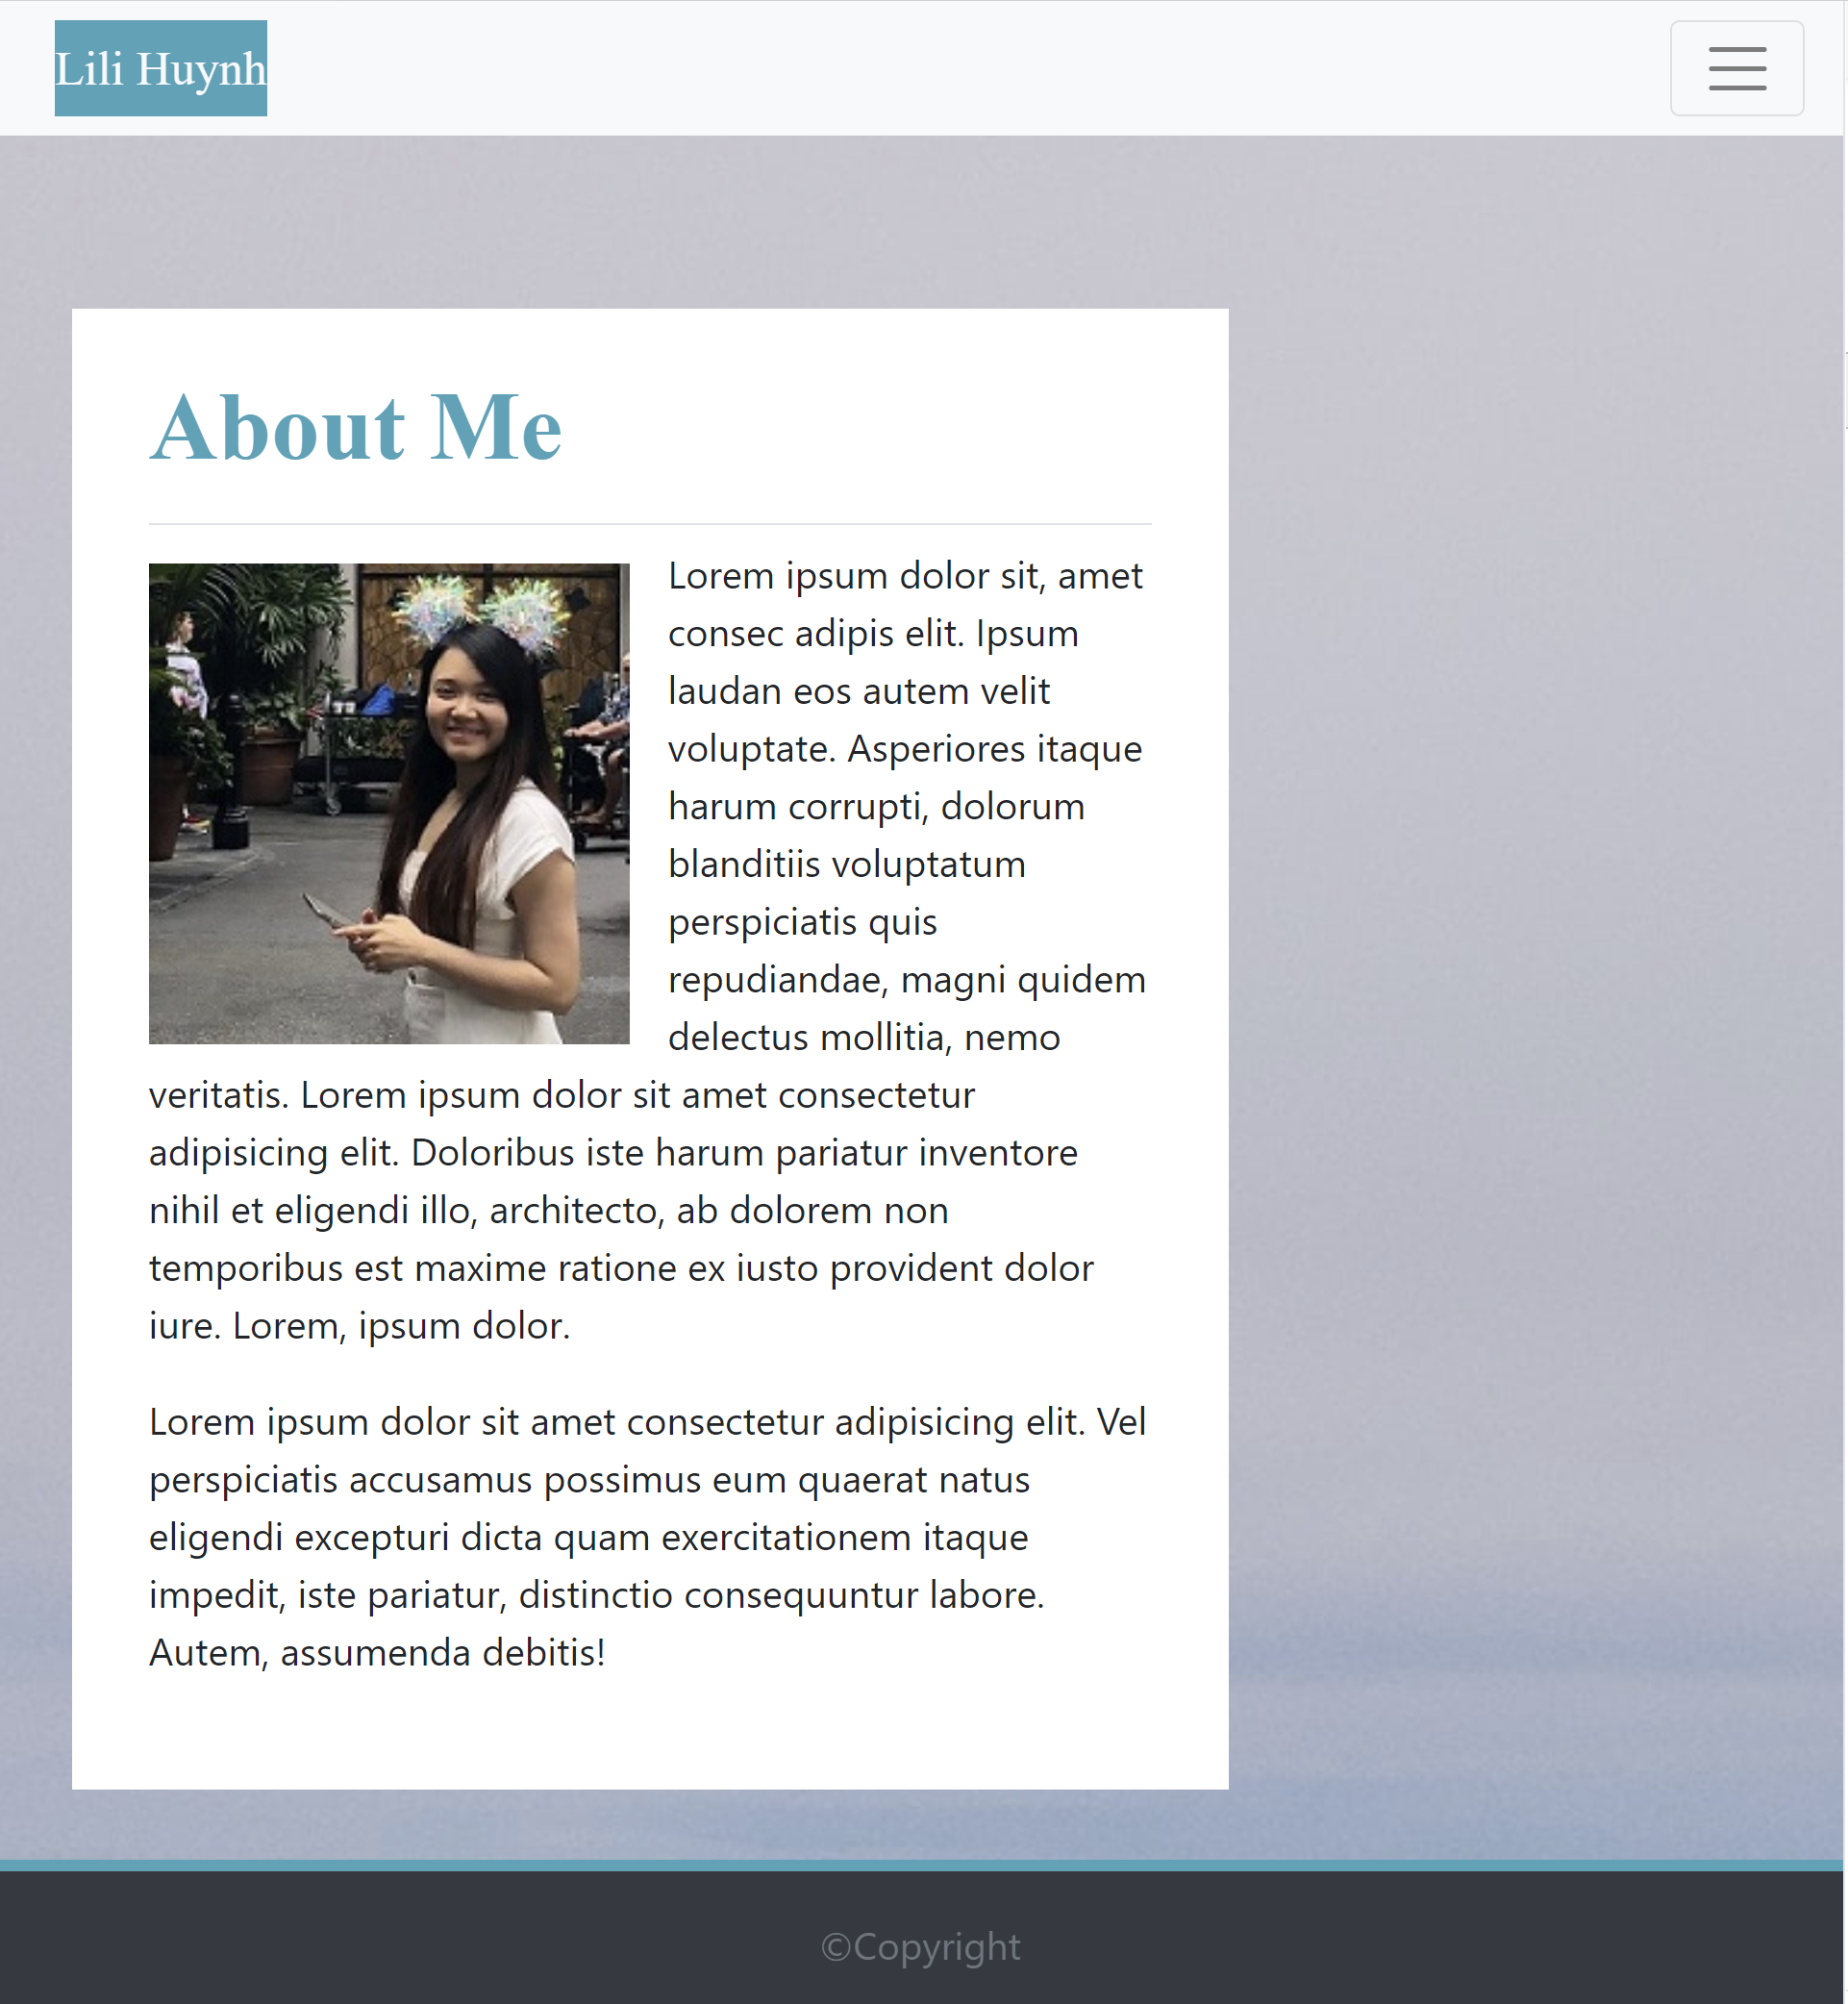 Lili Huynh
About Me
Lorem ipsum dolor sit, amet
consec adipis elit. Ipsum
laudan eos autem velit
voluptate. Asperiores itaque
harum corrupti, dolorum
blanditiis voluptatum
perspiciatis quis
repudiandae, magni quidem
delectus mollitia, nemo
veritatis. Lorem ipsum dolor sit amet consectetur
adipisicing elit. Doloribus iste harum pariatur inventore
nihil et eligendi illo, architecto, ab dolorem non
temporibus est maxime ratione ex iusto provident dolor
iure. Lorem, ipsum dolor.
Lorem ipsum dolor sit amet consectetur adipisicing elit. Vel
perspiciatis accusamus possimus eum quaerat natus
eligendi excepturi dicta quam exercitationem itaque
impedit, iste pariatur, distinctio consequuntur labore.
Autem, assumenda debitis!
©Copyright